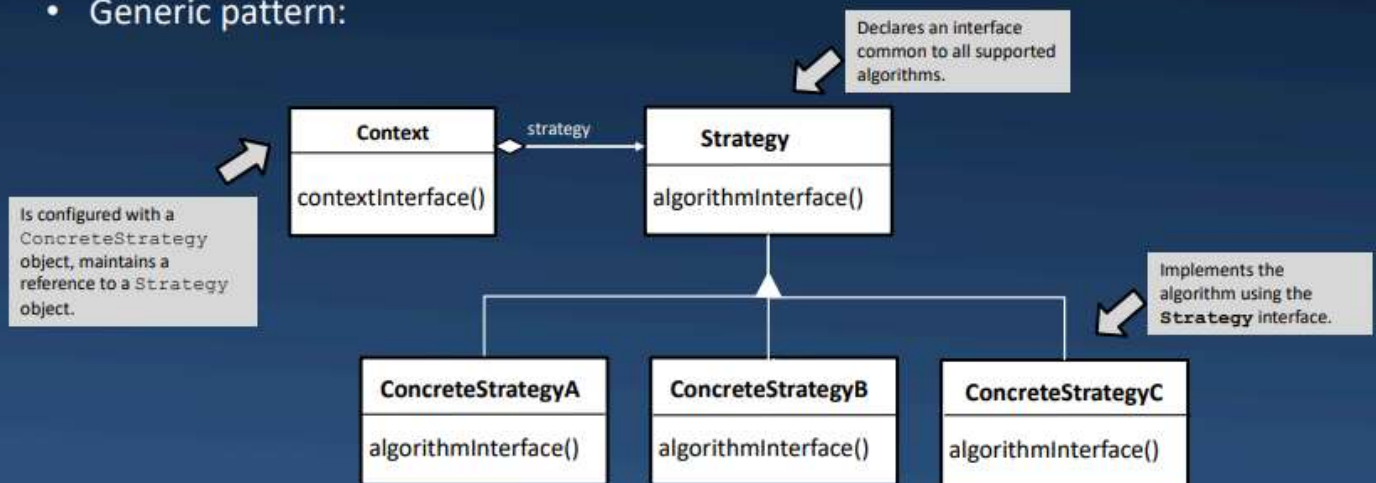 • Generic pattern:
Declares an interface
common to all supported
algorithms.
Context
strategy
Strategy
contextInterface()
algorithmInterface()
Is configured with a
ConcreteStrategy
object, maintains a
reference to a Strategy
object.
Implements the
algorithm using the
Strategy interface.
ConcreteStrategyA
ConcreteStrategyB
ConcreteStrategyC
algorithmInterface()
algorithmInterface()
algorithmInterface()